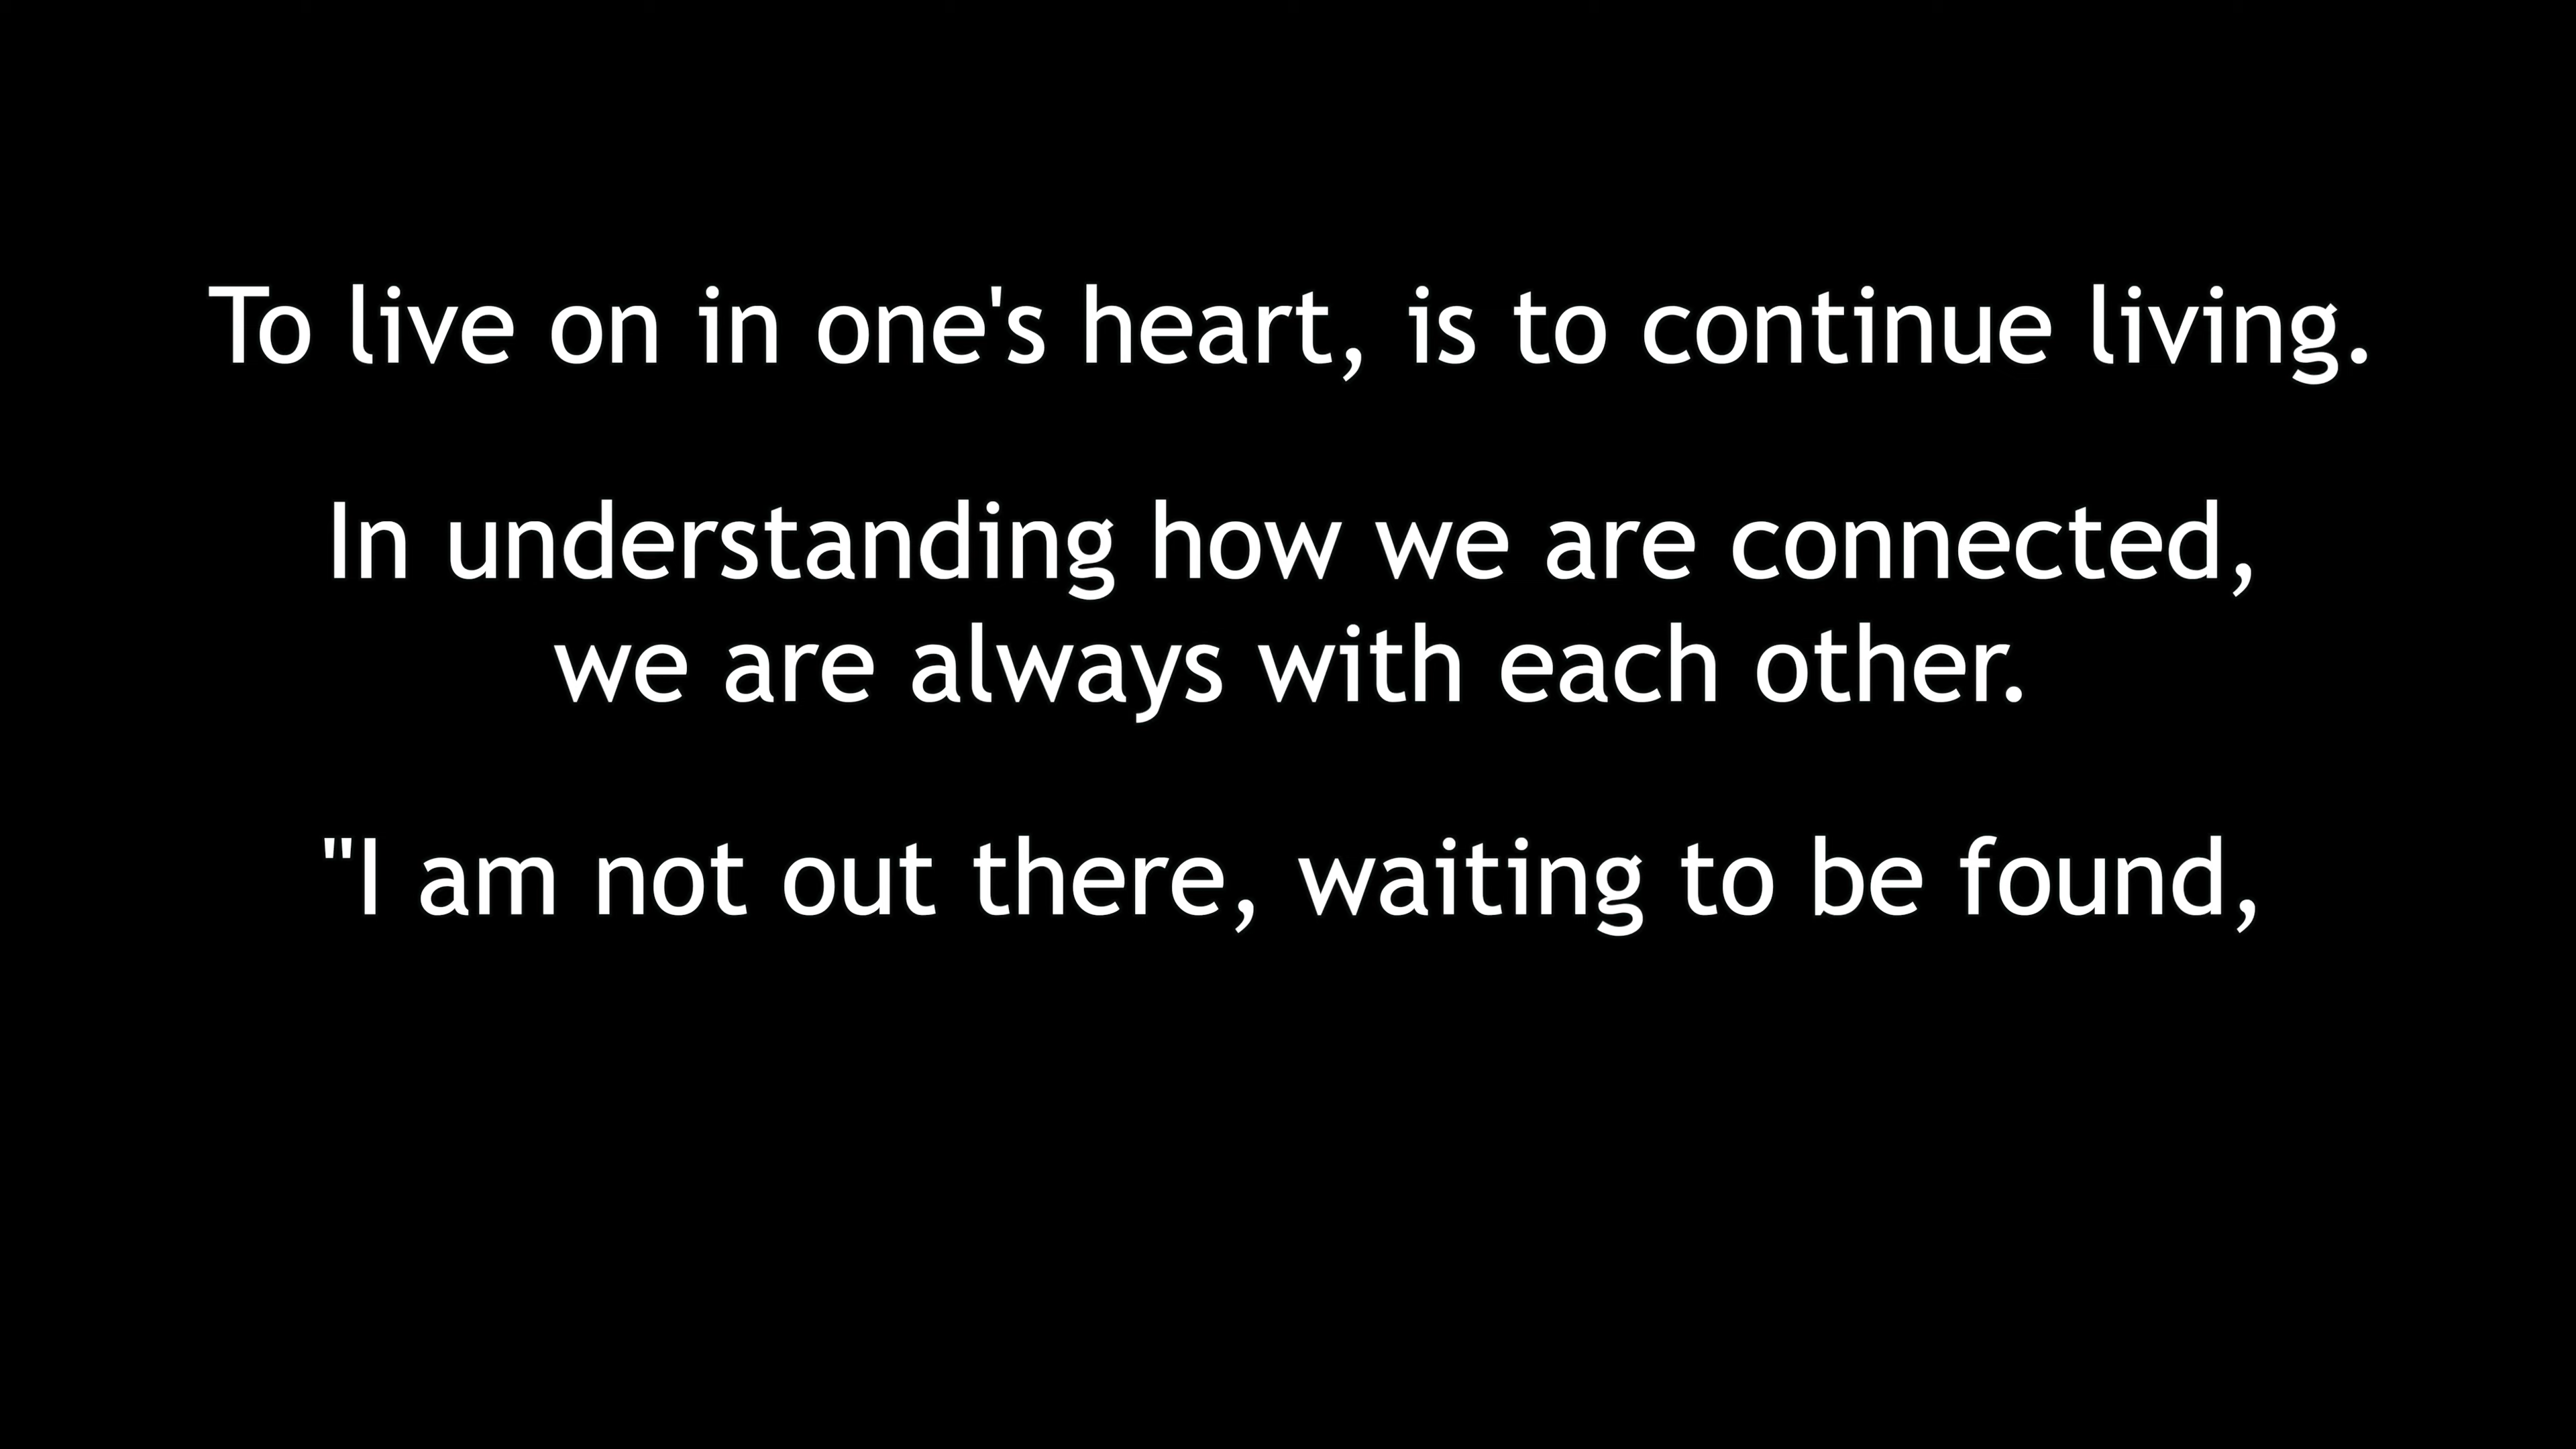 To live on in one's heart, is to continue living.
In understanding how we are connected,
we are always with each other.
"I am not out there, waiting to be found,